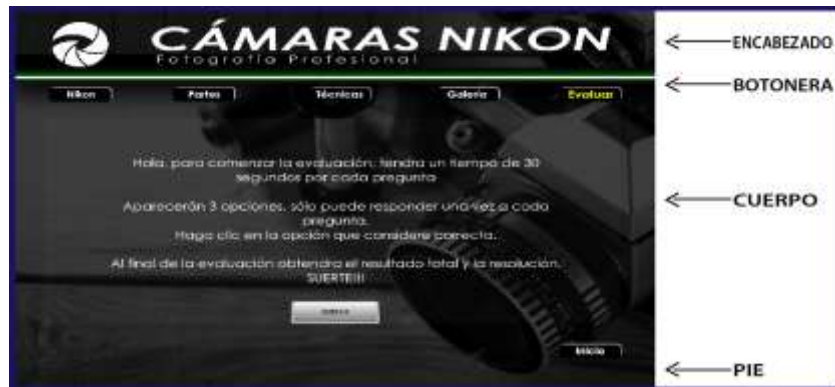 CÁMARAS NIKON
Fotografía Profesional
ENCABEZADO
BOTONERA
Nikon
Partes
Técnicas
Galería
Evaluar
Hola, para comenzar la evaluación, tendra un tiempo de 30
segundos por cada pregunta
Aparecerán 3 opciones, sólo puede responder una vez a cada
pregunta.
Haga clic en la opción que considere correcta.
CUERPO
Al final de la evaluación obtendra el resultado total y la resolución.
SUERTE!!!
Inicio
PIE